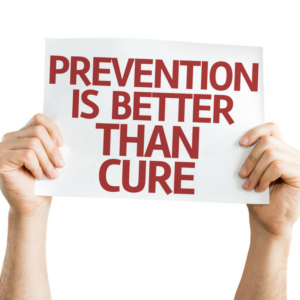 PREVENTION
IS BETTER
THAN
CURE